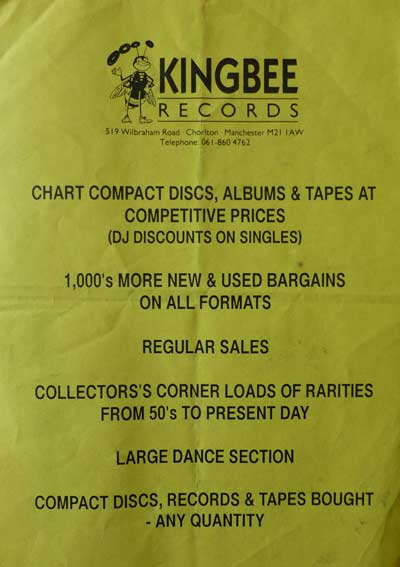 KINGBEE
RECORDS
519 Wilbraham Road · Chorlton · Manchester M21 1AW
Telephone: 061-860 4762
CHART COMPACT DISCS, ALBUMS & TAPES AT
COMPETITIVE PRICES
(DJ DISCOUNTS ON SINGLES)
1,000's MORE NEW & USED BARGAINS
ON ALL FORMATS
REGULAR SALES
COLLECTORS'S CORNER LOADS OF RARITIES
FROM 50's TO PRESENT DAY
LARGE DANCE SECTION
COMPACT DISCS, RECORDS & TAPES BOUGHT
- ANY QUANTITY